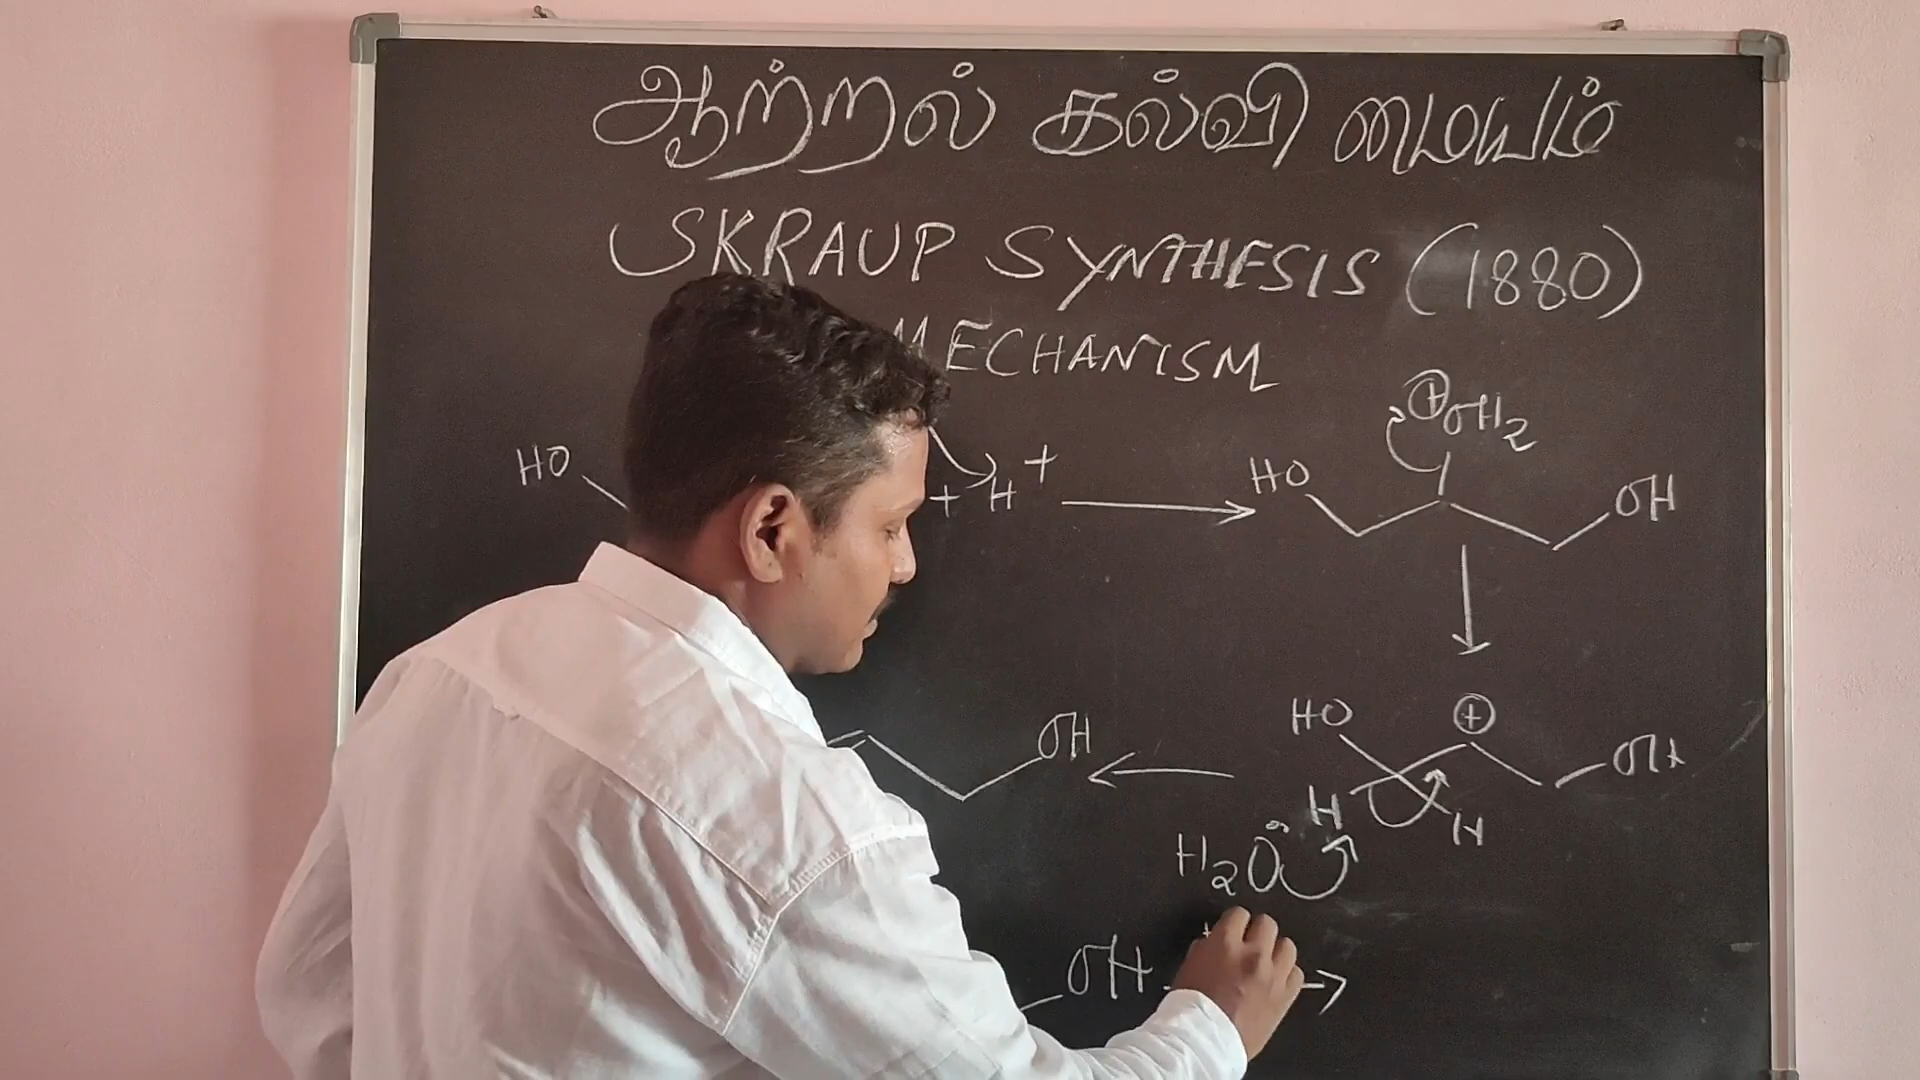 ஆற்றல் கல்வி மையம்
SKRAUP SYNTHESIS (1880)
MECHANISM
HO + H+ HO ⊕OH2 OH
OH HO ⊕ OH
H H
H2O
OH